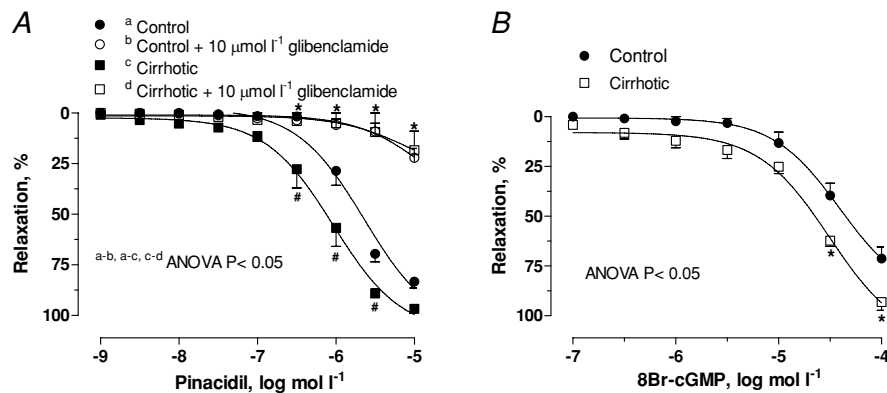 A
a Control
b Control + 10 μmol l-1 glibenclamide
c Cirrhotic
d Cirrhotic + 10 μmol l-1 glibenclamide
* * * *
0
25
50
75
100
Relaxation, %
# # #
a-b, a-c, c-d ANOVA P< 0.05
-9 -8 -7 -6 -5
Pinacidil, log mol l-1
B
Control
Cirrhotic
0
25
50
75
100
Relaxation, %
* *
ANOVA P< 0.05
-7 -6 -5 -4
8Br-cGMP, log mol l-1